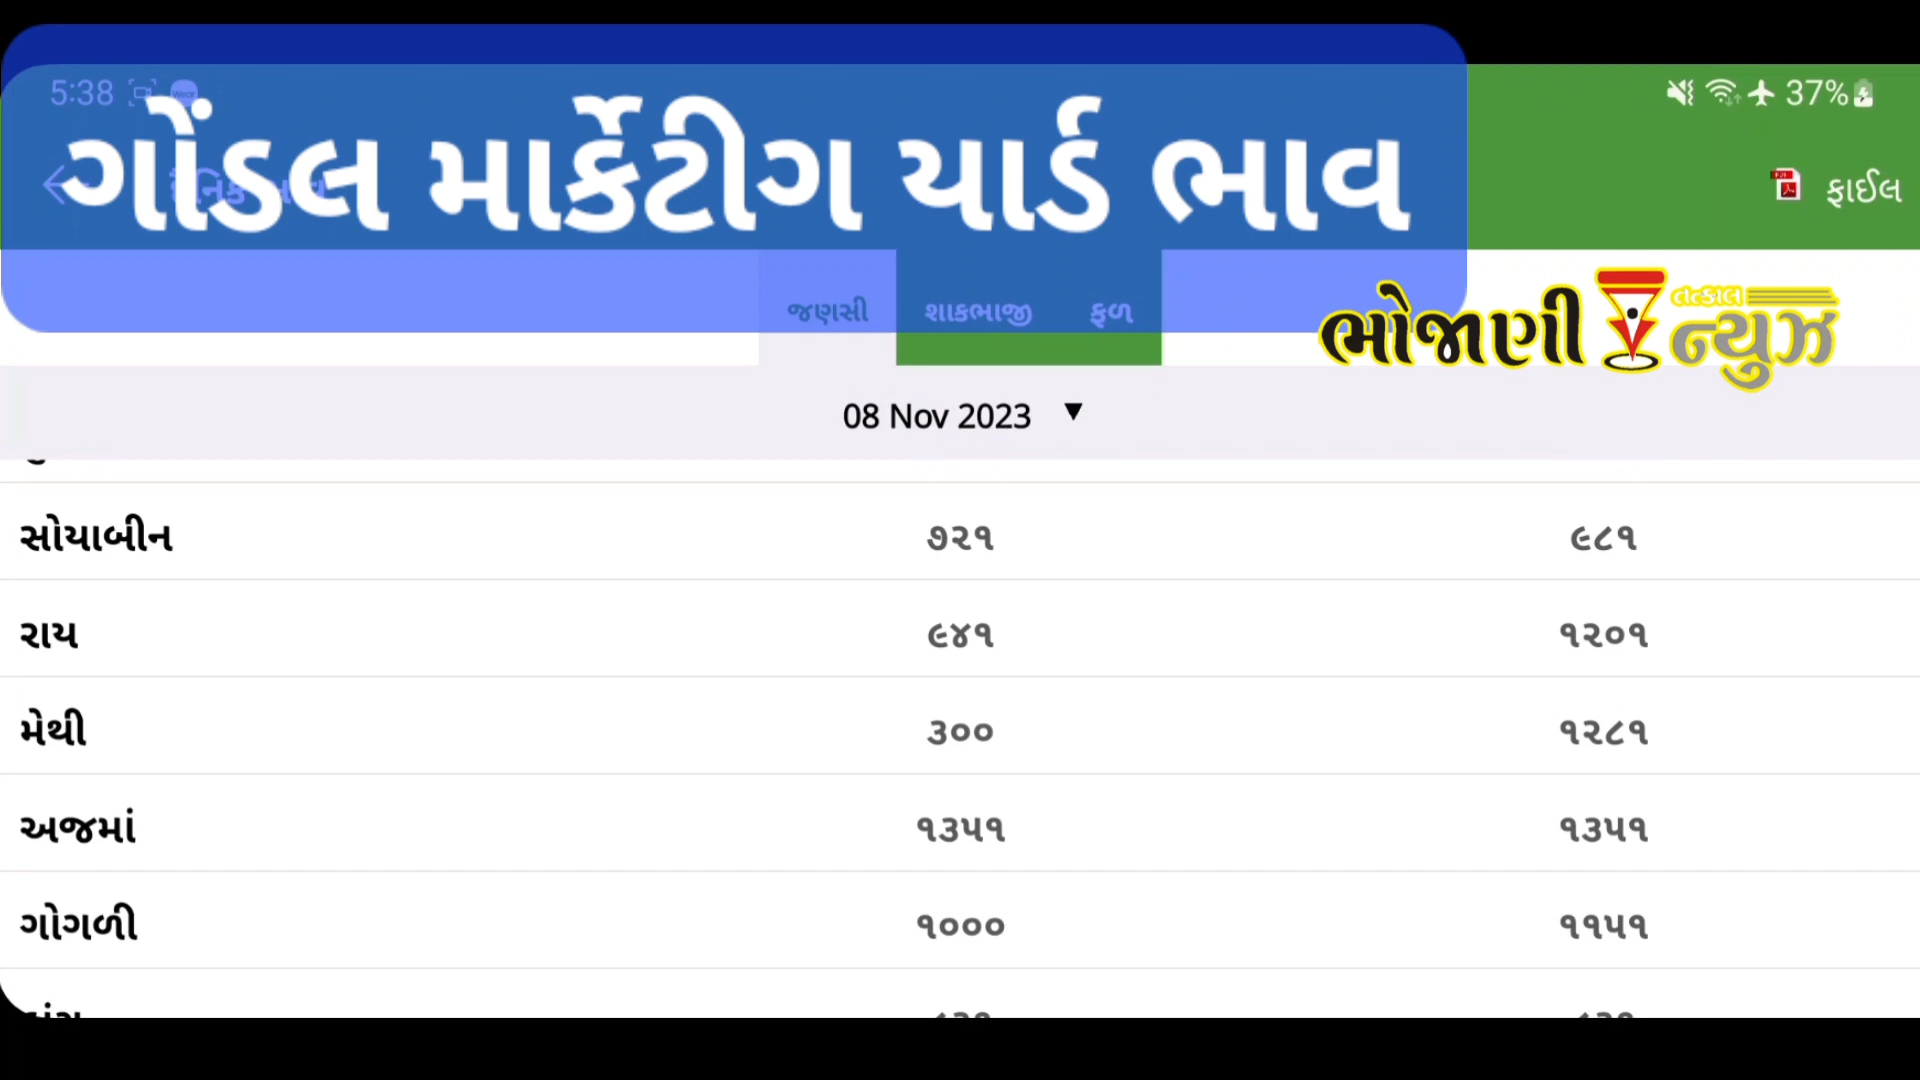 5:38
37%
ગોંડલ માર્કેટીગ યાર્ડ ભાવ
ફાઈલ
જણસી શાકભાજી ફળ
ભોજાણી તત્કાલ ન્યુઝ
08 Nov 2023 ▼
સોયાબીન ૭૨૧ ૯૮૧
રાય ૯૪૧ ૧૨૦૧
મેથી ૩૦૦ ૧૨૮૧
અજમાં ૧૩૫૧ ૧૩૫૧
ગોગળી ૧૦૦૦ ૧૧૫૧